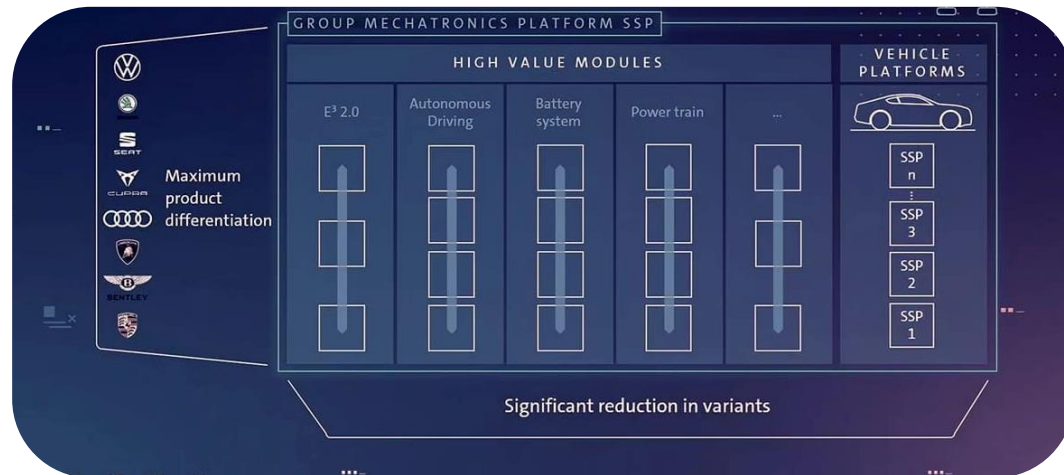 GROUP MECHATRONICS PLATFORM SSP
HIGH VALUE MODULES
VEHICLE
PLATFORMS
E³ 2.0
Autonomous
Driving
Battery
system
Power train
...
SEAT
CUPRA
B
BENTLEY
Maximum
product
differentiation
SSP
n
⋮
SSP
3
SSP
2
SSP
1
Significant reduction in variants